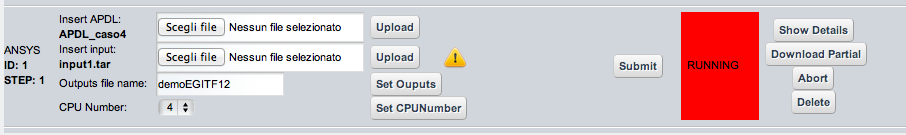 ANSYS
ID: 1
STEP: 1
Insert APDL:
APDL_caso4
Scegli file Nessun file selezionato
Upload
Insert input:
input1.tar
Scegli file Nessun file selezionato
Upload
Outputs file name:
demoEGITF12
Set Ouputs
CPU Number:
4
Set CPUNumber
Submit
RUNNING
Show Details
Download Partial
Abort
Delete